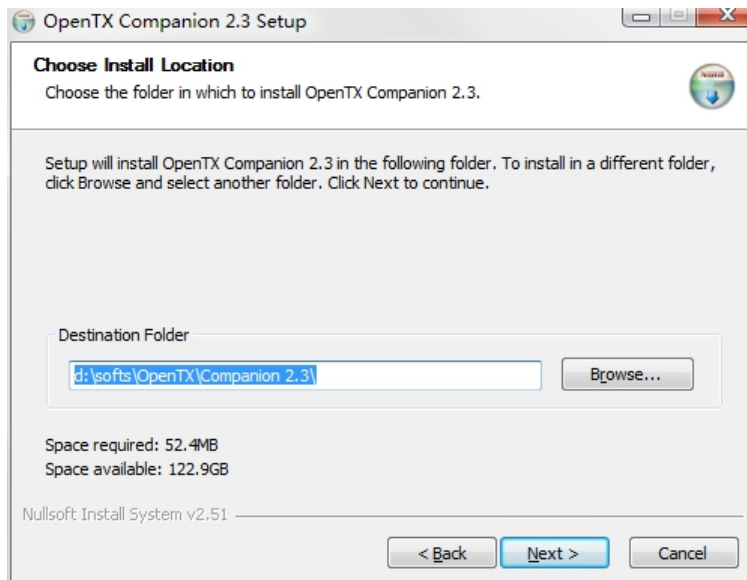 OpenTX Companion 2.3 Setup
Choose Install Location
Choose the folder in which to install OpenTX Companion 2.3.
Setup will install OpenTX Companion 2.3 in the following folder. To install in a different folder,
click Browse and select another folder. Click Next to continue.
Destination Folder
d:\softs\OpenTX\Companion 2.3\
Browse...
Space required: 52.4MB
Space available: 122.9GB
Nullsoft Install System v2.51
< Back
Next >
Cancel